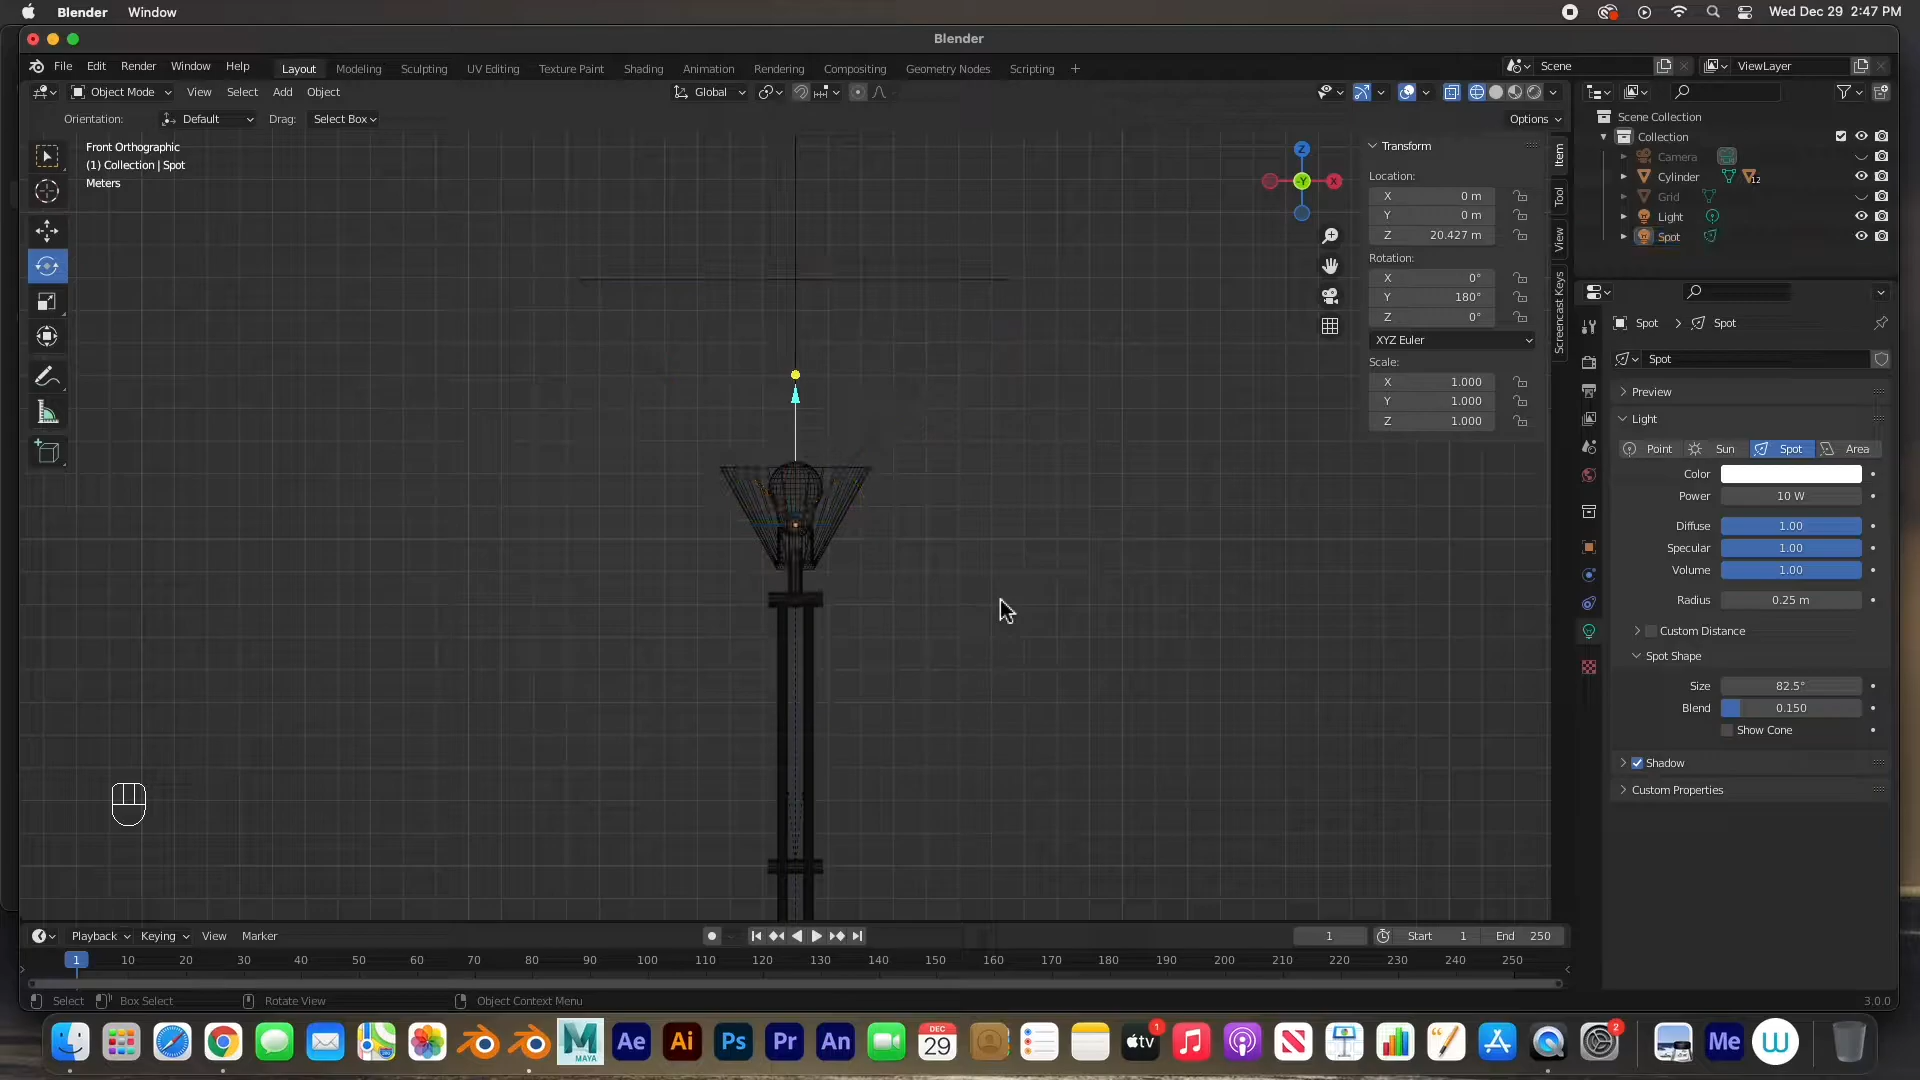 Blender Window Wed Dec 29 2:47 PM
Blender
File Edit Render Window Help Layout Modeling Sculpting UV Editing Texture Paint Shading Animation Rendering Compositing Geometry Nodes Scripting + Scene ViewLayer
Object Mode View Select Add Object Global
Orientation: Default Drag: Select Box Options
Front Orthographic
(1) Collection | Spot
Meters
Z
-Y
X
Transform
Location:
X 0 m
Y 0 m
Z 20.427 m
Rotation:
X 0°
Y 180°
Z 0°
XYZ Euler
Scale:
X 1.000
Y 1.000
Z 1.000
Item
Tool
View
Screencast Keys
Scene Collection
Collection
Camera
Cylinder 12
Grid
Light
Spot
Spot > Spot
Spot
Preview
Light
Point Sun Spot Area
Color
Power 10 W
Diffuse 1.00
Specular 1.00
Volume 1.00
Radius 0.25 m
Custom Distance
Spot Shape
Size 82.5°
Blend 0.150
Show Cone
Shadow
Custom Properties
Playback Keying View Marker 1 Start 1 End 250
1 10 20 30 40 50 60 70 80 90 100 110 120 130 140 150 160 170 180 190 200 210 220 230 240 250
Select Box Select Rotate View Object Context Menu 3.0.0
MAYA Ae Ai Ps Pr An DEC 29 tv 1 2 Me W